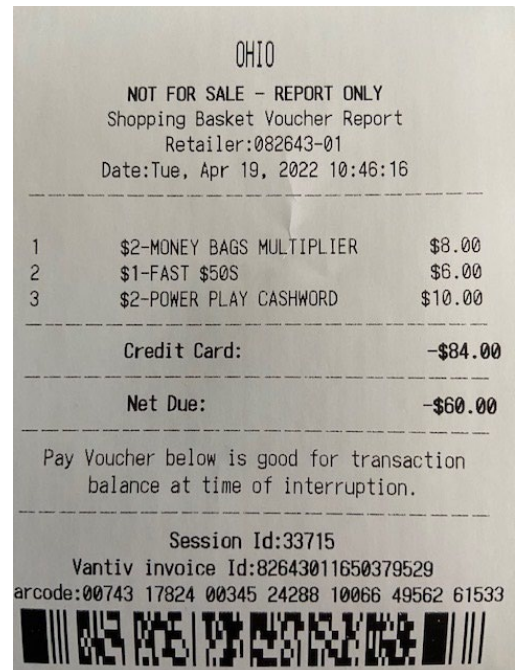 OHIO
NOT FOR SALE - REPORT ONLY
Shopping Basket Voucher Report
Retailer:082643-01
Date:Tue, Apr 19, 2022 10:46:16
1 $2-MONEY BAGS MULTIPLIER $8.00
2 $1-FAST $50S $6.00
3 $2-POWER PLAY CASHWORD $10.00
Credit Card: -$84.00
Net Due: -$60.00
Pay Voucher below is good for transaction
balance at time of interruption.
Session Id:33715
Vantiv invoice Id:82643011650379529
arcode:00743 17824 00345 24288 10066 49562 61533